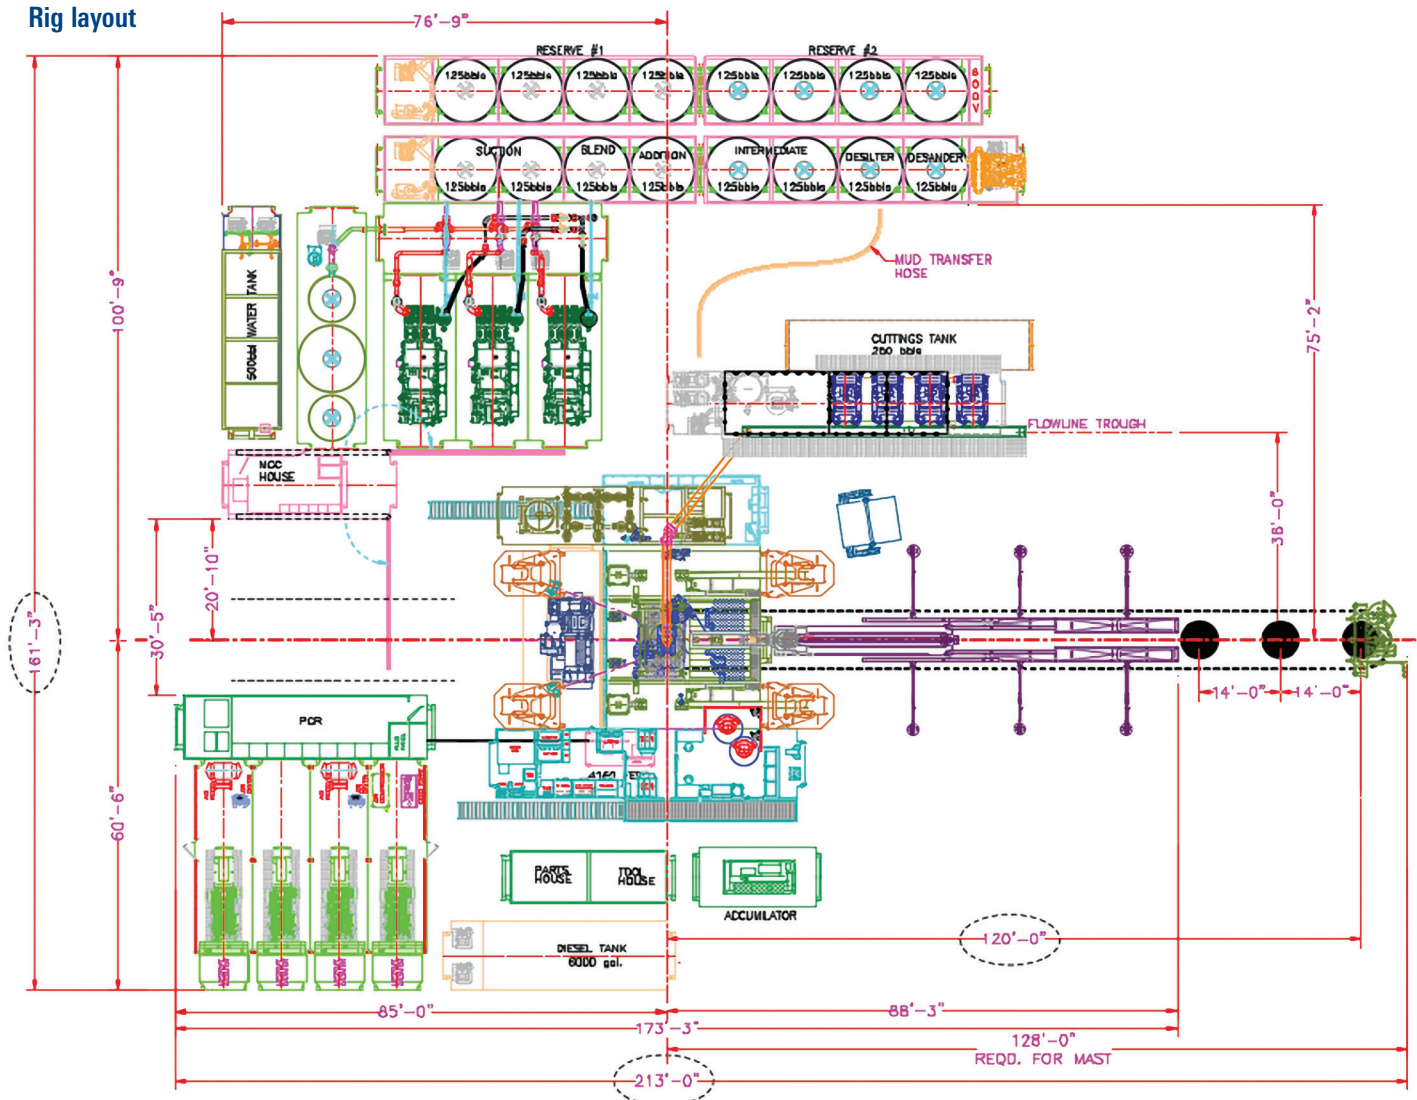 Rig layout
76'-9"
RESERVE #1
RESERVE #2
125bbls 125bbls 125bbls 125bbls 125bbls 125bbls 125bbls 125bbls
600V
SUCTION
BLEND
ADDITION
INTERMEDIATE
DESILTER
DESANDER
125bbls 125bbls 125bbls 125bbls 125bbls 125bbls 125bbls 125bbls
MUD TRANSFER
HOSE
500bbl WATER TANK
100'-9"
75'-2"
CUTTINGS TANK
250 bbls
FLOWLINE TROUGH
MCC
HOUSE
38'-0"
20'-10"
30'-5"
161'-3"
14'-0"
14'-0"
PCR
60'-6"
PARTS
HOUSE
TOOL
HOUSE
ACCUMULATOR
120'-0"
DIESEL TANK
6000 gal.
85'-0"
88'-3"
173'-3"
128'-0"
REQD. FOR MAST
213'-0"